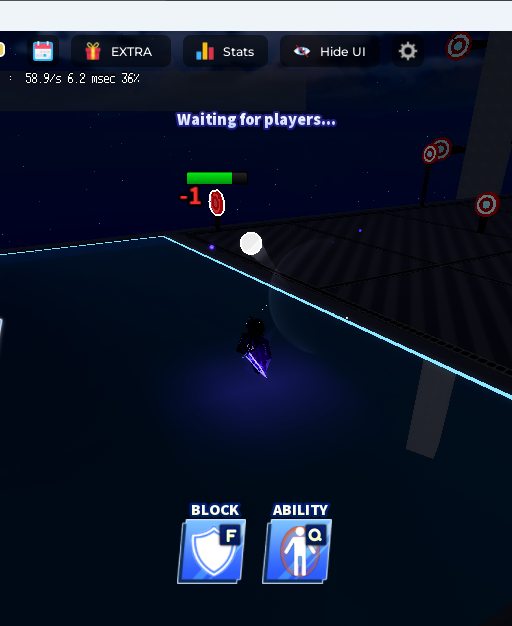 EXTRA
Stats
Hide UI
: 58.9/s 6.2 msec 36%
Waiting for players...
-1
BLOCK
ABILITY
F
Q